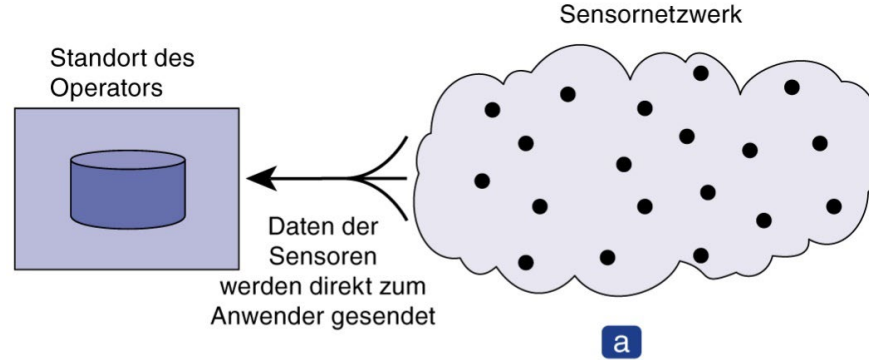 Sensornetzwerk
Standort des
Operators
Daten der
Sensoren
werden direkt zum
Anwender gesendet
a